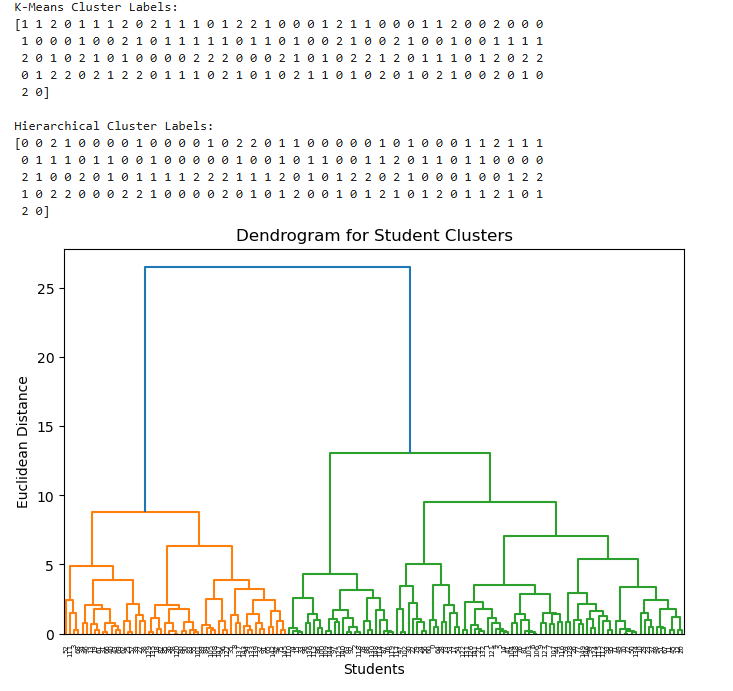 K-Means Cluster Labels:
[1 1 2 0 1 1 1 2 0 2 1 1 1 0 1 2 2 1 0 0 0 1 2 1 1 0 0 0 1 1 2 0 0 2 0 0 0
1 0 0 0 1 0 0 2 1 0 1 1 1 1 1 0 1 1 0 1 0 0 2 1 0 0 1 0 2 1 0 0 1 1 1 1
2 0 1 0 2 1 0 1 0 0 0 0 2 2 2 0 0 0 2 1 0 1 0 2 2 1 2 0 1 1 1 0 1 2 0 2 2
0 1 2 2 0 2 1 2 2 0 1 1 1 0 2 1 0 1 0 2 1 1 0 1 0 2 0 1 0 2 1 0 0 2 0 1 0
2 0]
Hierarchical Cluster Labels:
[0 0 2 1 0 0 0 0 1 0 0 0 0 1 0 2 2 0 1 1 0 0 0 0 0 1 0 1 0 0 0 1 1 2 1 1 1
0 1 1 1 0 1 1 0 0 1 0 0 0 0 0 1 0 0 1 0 1 1 0 0 1 1 2 0 1 1 0 1 1 0 0 0 0
2 1 0 0 2 0 1 0 1 1 1 1 2 2 2 1 1 1 2 0 1 0 1 2 2 0 2 1 0 0 0 1 0 0 1 2 2
1 0 2 2 0 0 0 2 2 1 0 0 0 0 2 0 1 0 1 2 0 0 1 0 1 2 1 0 1 2 0 1 1 2 1 0 1
2 0]
Dendrogram for Student Clusters
25
20
15
10
5
0
Euclidean Distance
Students